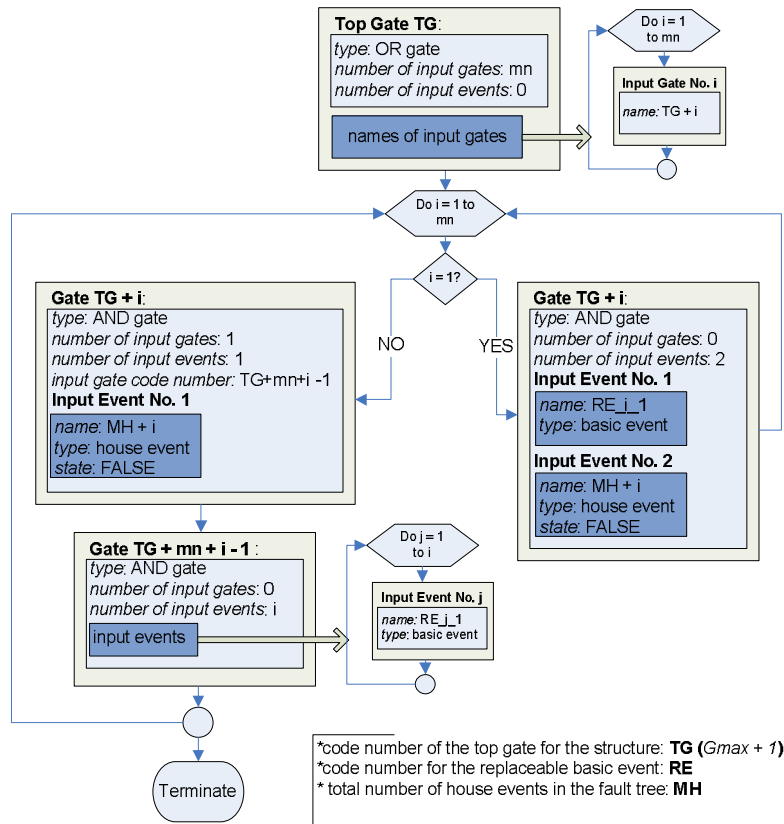 Top Gate TG:
type: OR gate
number of input gates: mn
number of input events: 0
names of input gates
Do i = 1
to mn
Input Gate No. i
name: TG + i
Do i = 1 to
mn
i = 1?
NO
YES
Gate TG + i:
type: AND gate
number of input gates: 1
number of input events: 1
input gate code number: TG+mn+i -1
Input Event No. 1
name: MH + i
type: house event
state: FALSE
Gate TG + i:
type: AND gate
number of input gates: 0
number of input events: 2
Input Event No. 1
name: RE_i_1
type: basic event
Input Event No. 2
name: MH + i
type: house event
state: FALSE
Gate TG + mn + i - 1 :
type: AND gate
number of input gates: 0
number of input events: i
input events
Do j = 1
to i
Input Event No. j
name: RE_j_1
type: basic event
Terminate
*code number of the top gate for the structure: TG (Gmax + 1)
*code number for the replaceable basic event: RE
* total number of house events in the fault tree: MH